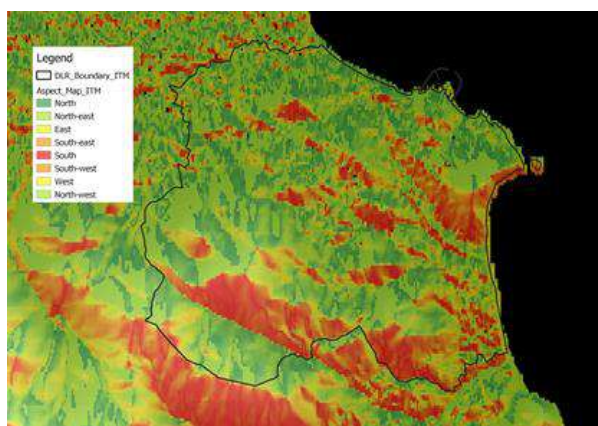 Legend
DLR_Boundary_ITM
Aspect_Map_ITM
North
North-east
East
South-east
South
South-west
West
North-west